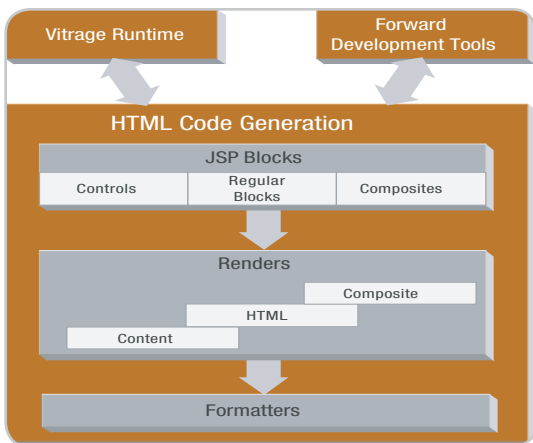 Vitrage Runtime
Forward
Development Tools
HTML Code Generation
JSP Blocks
Controls
Regular
Blocks
Composites
Renders
Composite
HTML
Content
Formatters